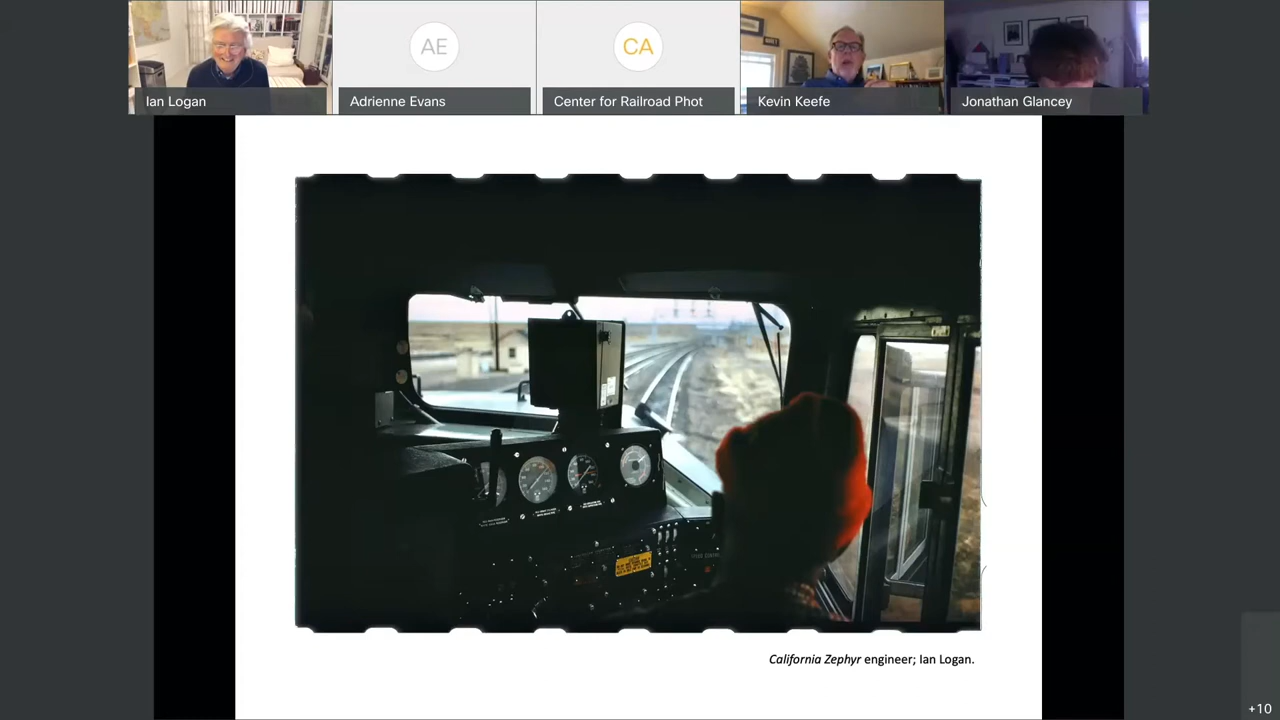 AE
CA
Ian Logan
Adrienne Evans
Center for Railroad Phot
Kevin Keefe
Jonathan Glancey
California Zephyr engineer; Ian Logan.
+10